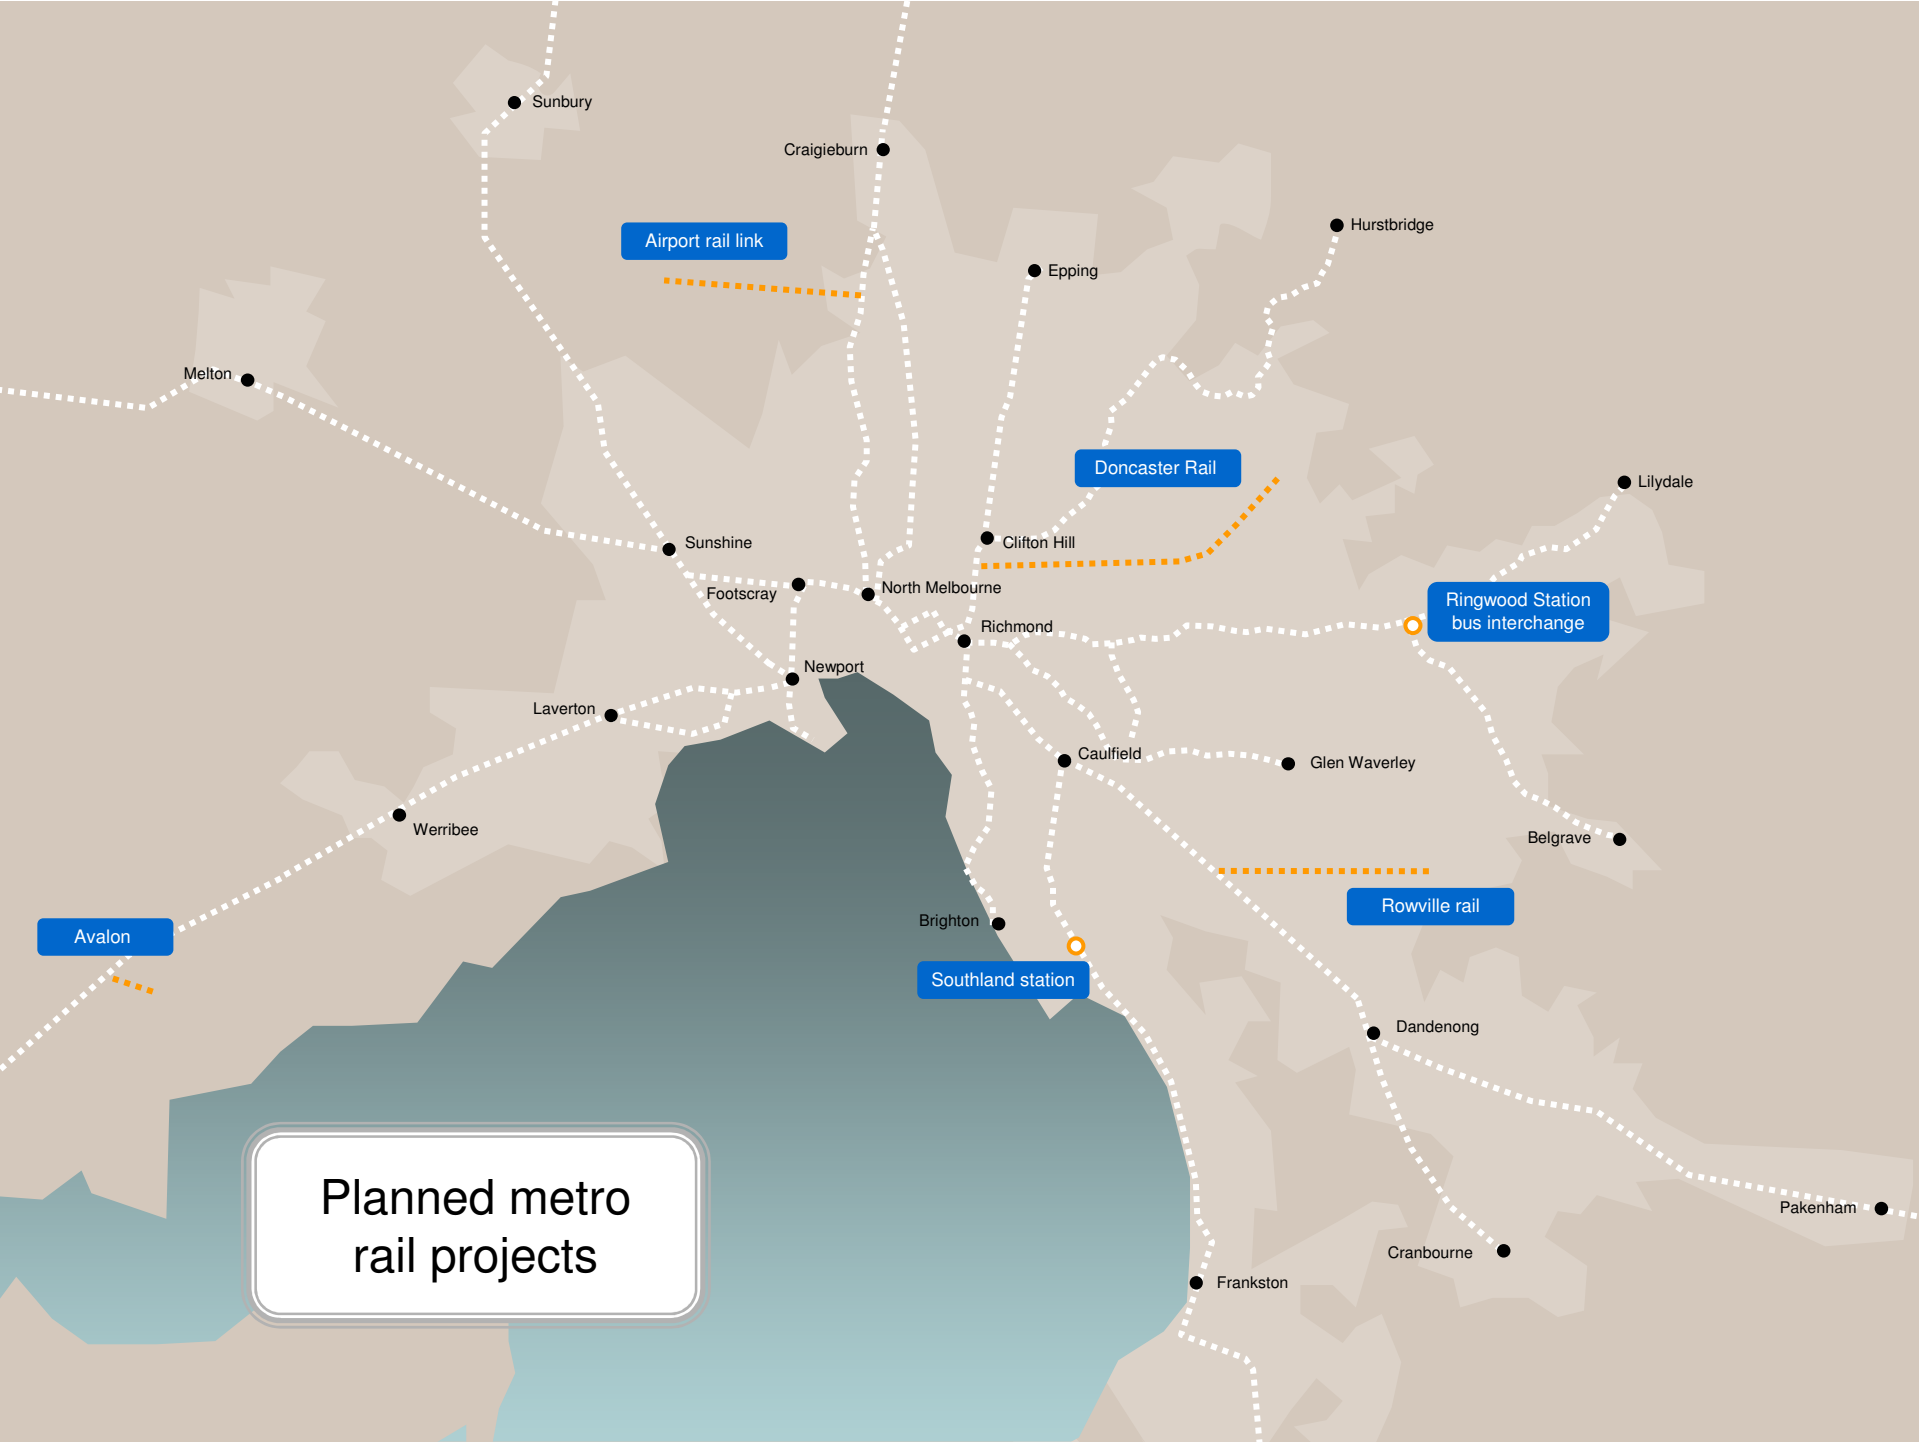 Sunbury
Craigieburn
Hurstbridge
Airport rail link
Epping
Melton
Doncaster Rail
Lilydale
Sunshine
Clifton Hill
Footscray
North Melbourne
Ringwood Station
bus interchange
Richmond
Newport
Laverton
Caulfield
Glen Waverley
Werribee
Belgrave
Rowville rail
Brighton
Avalon
Southland station
Dandenong
Planned metro
rail projects
Pakenham
Cranbourne
Frankston